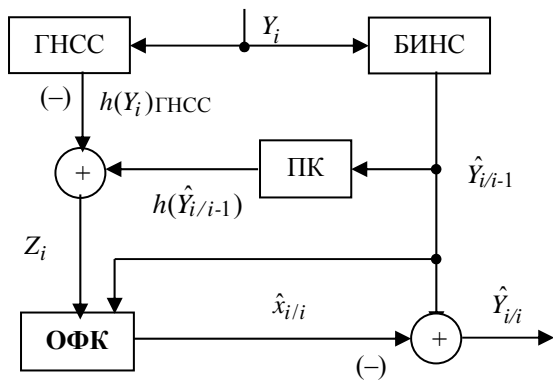 ГНСС
Y_i
БИНС
(–)
h(Y_i)ГНСС
+
ПК
h(Ŷ_{i/i-1})
Ŷ_{i/i-1}
Z_i
x̂_{i/i}
Ŷ_{i/i}
ОФК
+
(–)